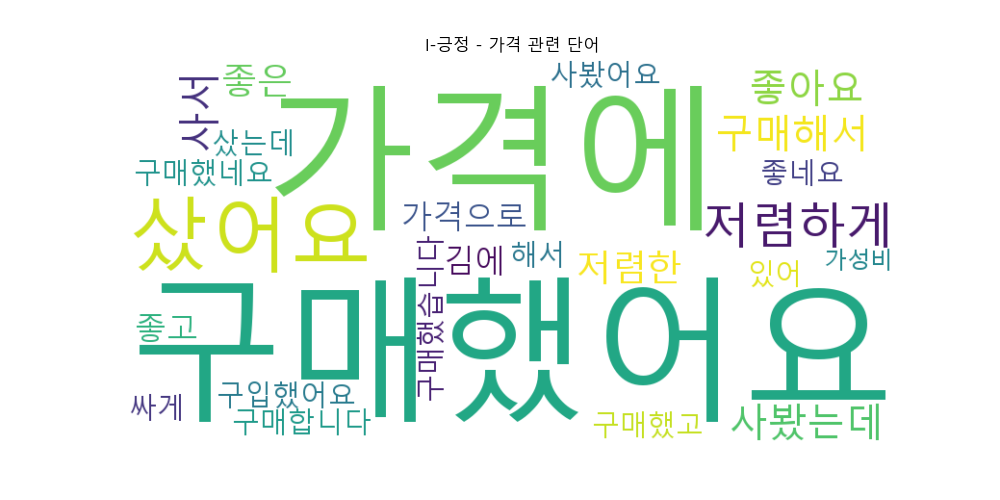 I-긍정 - 가격 관련 단어
가격에
구매했어요
샀어요
저렴하게
사서
좋은
사봤어요
좋아요
구매해서
샀는데
구매했네요
좋네요
가격으로
구매했습니다
김에
해서
저렴한
있어
가성비
좋고
싸게
구입했어요
구매합니다
구매했고
사봤는데